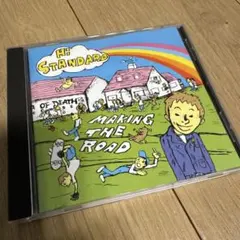 Hi
STANDARD
OF DEATH
MAKING
THE
ROAD